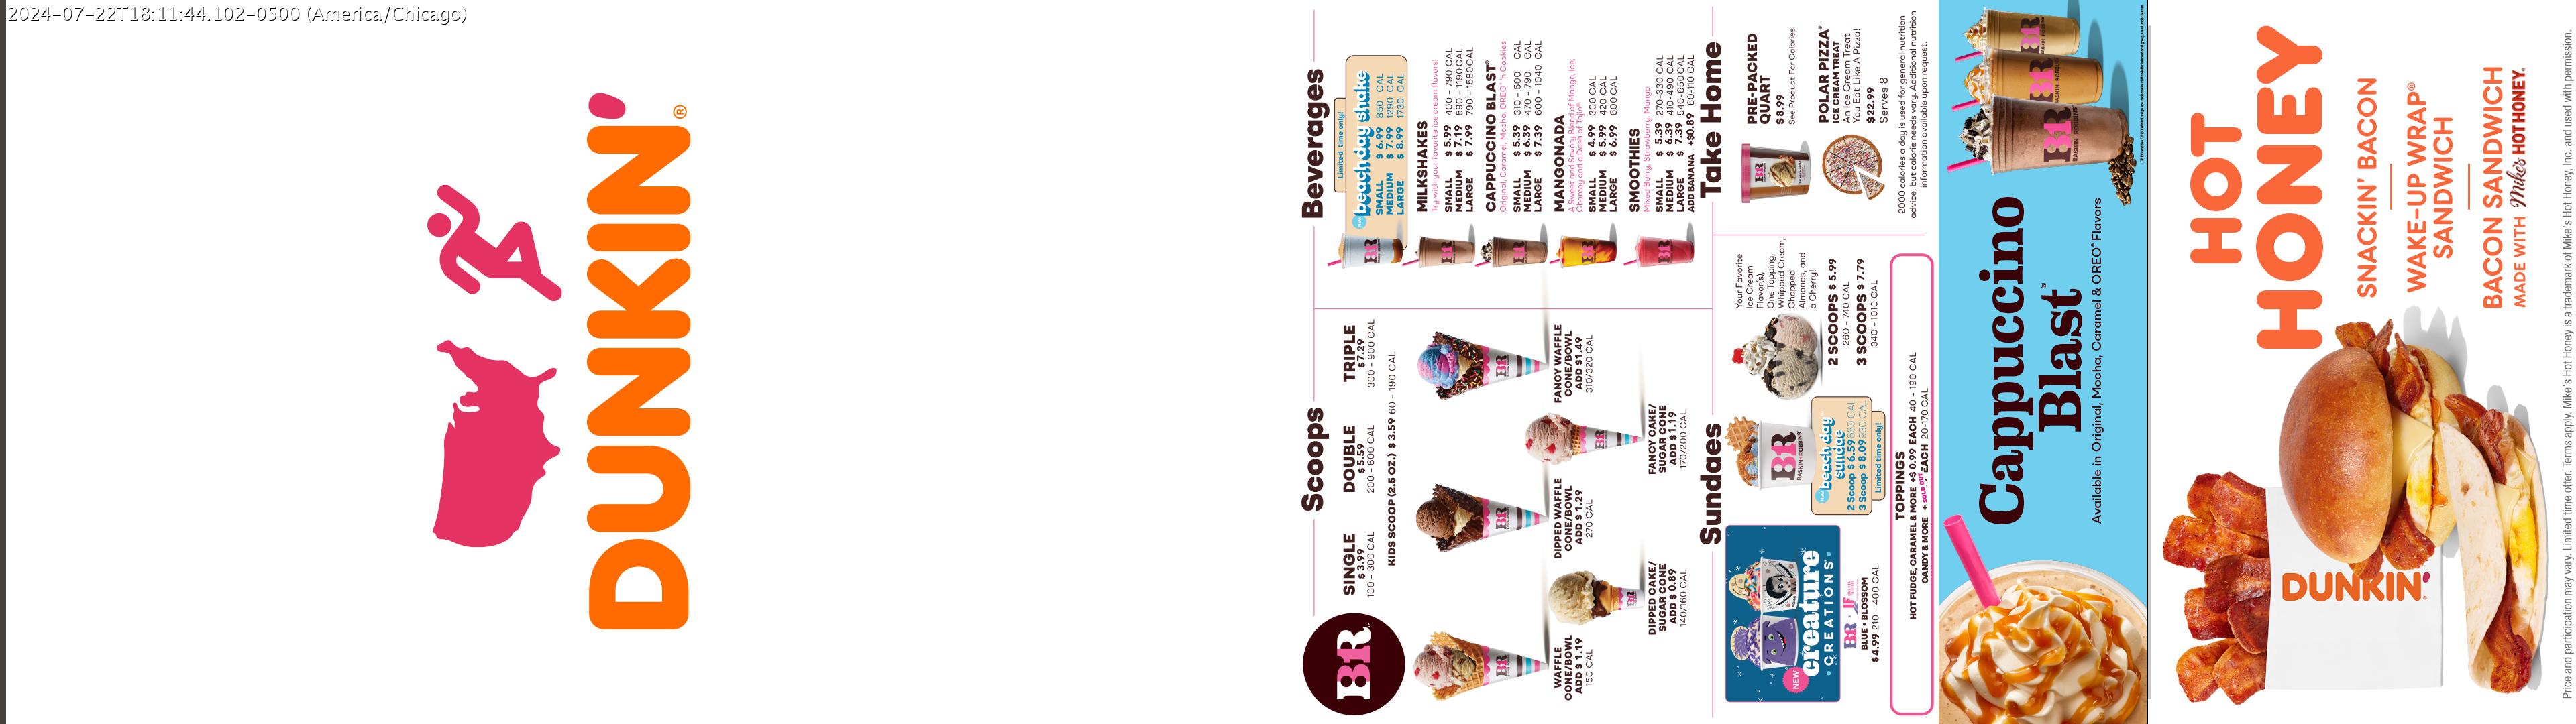 2024-07-22T18:11:44.102-0500 (America/Chicago)
DUNKIN'®
BR
Scoops
SINGLE
$3.99
100 - 300 CAL
DOUBLE
$5.59
200 - 600 CAL
TRIPLE
$7.29
300 - 900 CAL
KIDS SCOOP (2.5 OZ.) $3.59 60 - 190 CAL
WAFFLE
CONE/BOWL
ADD $1.19
150 CAL
DIPPED CAKE/
SUGAR CONE
ADD $0.89
140/160 CAL
DIPPED WAFFLE
CONE/BOWL
ADD $1.29
270 CAL
FANCY CAKE/
SUGAR CONE
ADD $1.19
170/200 CAL
FANCY WAFFLE
CONE/BOWL
ADD $1.49
310/320 CAL
Beverages
Limited time only!
beach day shake
SMALL $6.99 850 CAL
MEDIUM $7.99 1290 CAL
LARGE $8.99 1730 CAL
MILKSHAKES
Try with your favorite ice cream flavors!
SMALL $5.99 400 - 790 CAL
MEDIUM $7.19 590 - 1190 CAL
LARGE $7.99 790 - 1580 CAL
CAPPUCCINO BLAST®
Original, Caramel, Mocha, OREO® 'n Cookies
SMALL $5.39 310 - 500 CAL
MEDIUM $6.39 470 - 790 CAL
LARGE $7.39 600 - 1040 CAL
MANGONADA
A Sweet and Savory Blend of Mango, Ice,
Chamoy and a Dash of Tajín®
SMALL $4.99 300 CAL
MEDIUM $5.99 420 CAL
LARGE $6.99 600 CAL
SMOOTHIES
Mixed Berry, Strawberry, Mango
SMALL $5.39 270-330 CAL
MEDIUM $6.39 410-490 CAL
LARGE $7.39 540-650 CAL
ADD BANANA +$0.89 60-110 CAL
Sundaes
NEW
creature
CREATIONS®
BR
BLUE • BLOSSOM
$4.99 210 - 400 CAL
BR
BASKIN-ROBBINS
beach day
sundae
2 Scoop $6.59 660 CAL
3 Scoop $8.09 930 CAL
Limited time only!
Your Favorite
Ice Cream
Flavor(s),
One Topping,
Whipped Cream,
Chopped
Almonds, and
a Cherry!
2 SCOOPS $5.99
260 - 740 CAL
3 SCOOPS $7.79
340 - 1010 CAL
TOPPINGS
HOT FUDGE, CARAMEL & MORE +$0.99 EACH 40 - 190 CAL
CANDY & MORE + SOLD OUT EACH 20-170 CAL
Take Home
PRE-PACKED
QUART
$8.99
See Product For Calories
POLAR PIZZA®
ICE CREAM TREAT
An Ice Cream Treat
You Eat Like A Pizza!
$22.99
Serves 8
2000 calories a day is used for general nutrition
advice, but calorie needs vary. Additional nutrition
information available upon request.
Cappuccino
Blast®
Available in Original, Mocha, Caramel & OREO® Flavors
BR
BASKIN-ROBBINS
HOT
HONEY
SNACKIN' BACON
WAKE-UP WRAP®
SANDWICH
BACON SANDWICH
MADE WITH Mike's HOT HONEY.
DUNKIN'
Price and participation may vary. Limited time offer. Terms apply. Mike's Hot Honey is a trademark of Mike's Hot Honey, Inc. and used with permission.